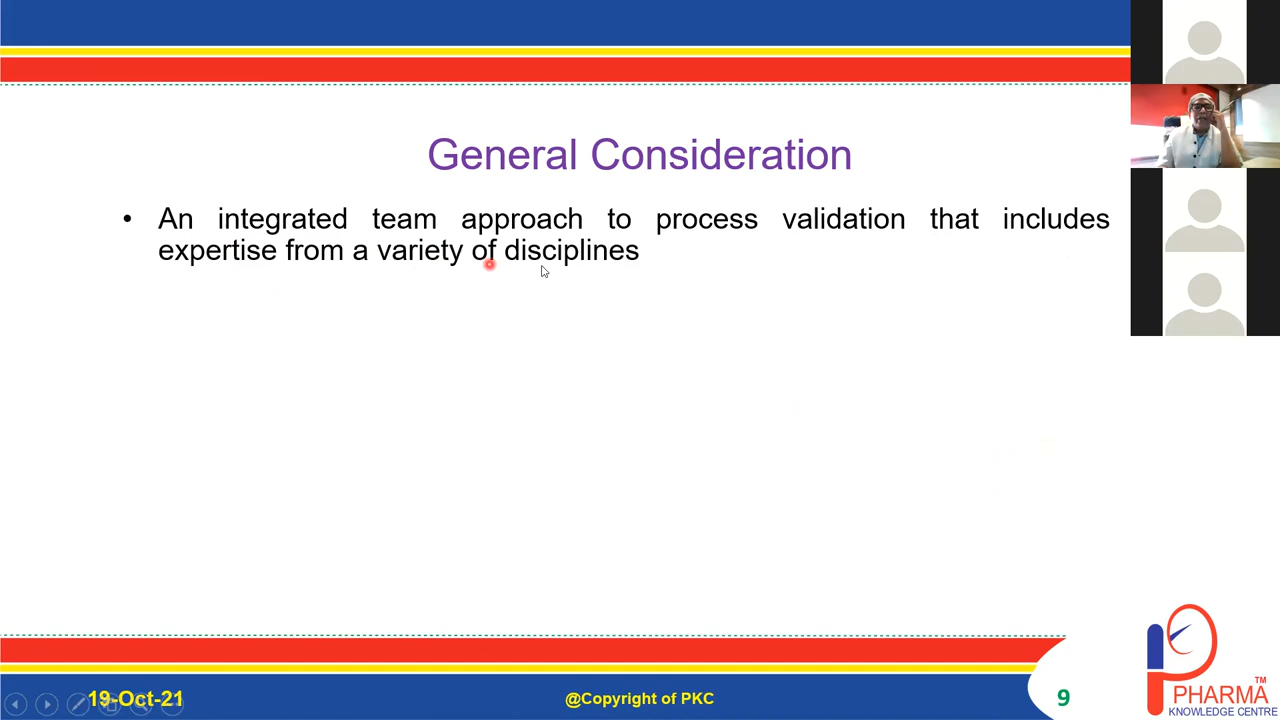 General Consideration
• An integrated team approach to process validation that includes
expertise from a variety of disciplines
19-Oct-21
@Copyright of PKC
9
PHARMA TM
KNOWLEDGE CENTRE